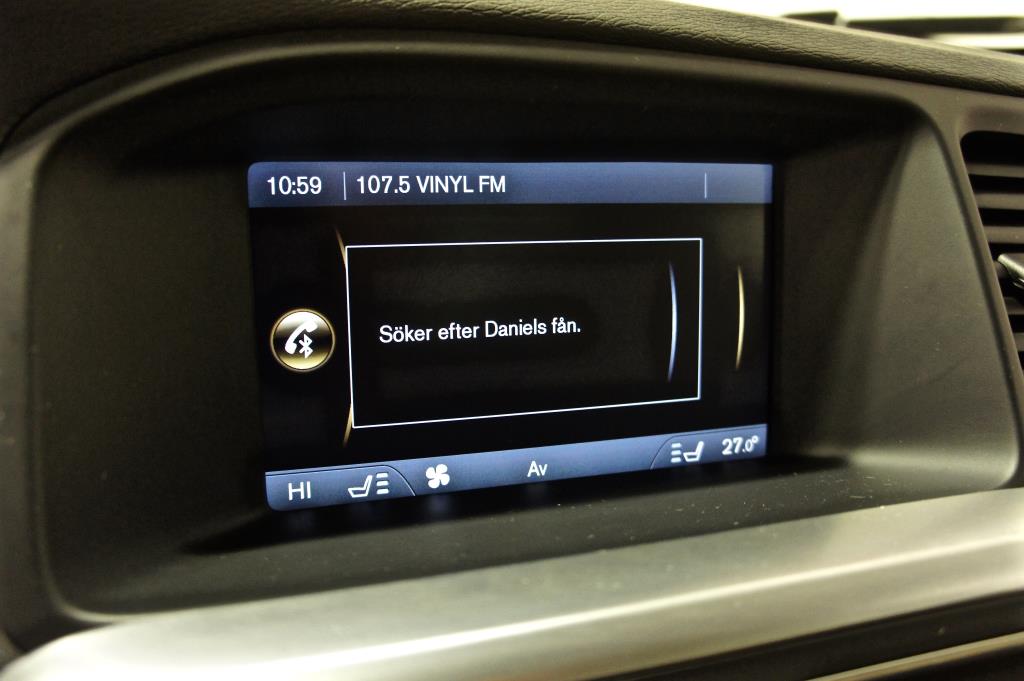 10:59 107.5 VINYL FM
Söker efter Daniels fån.
HI Av 27.0°